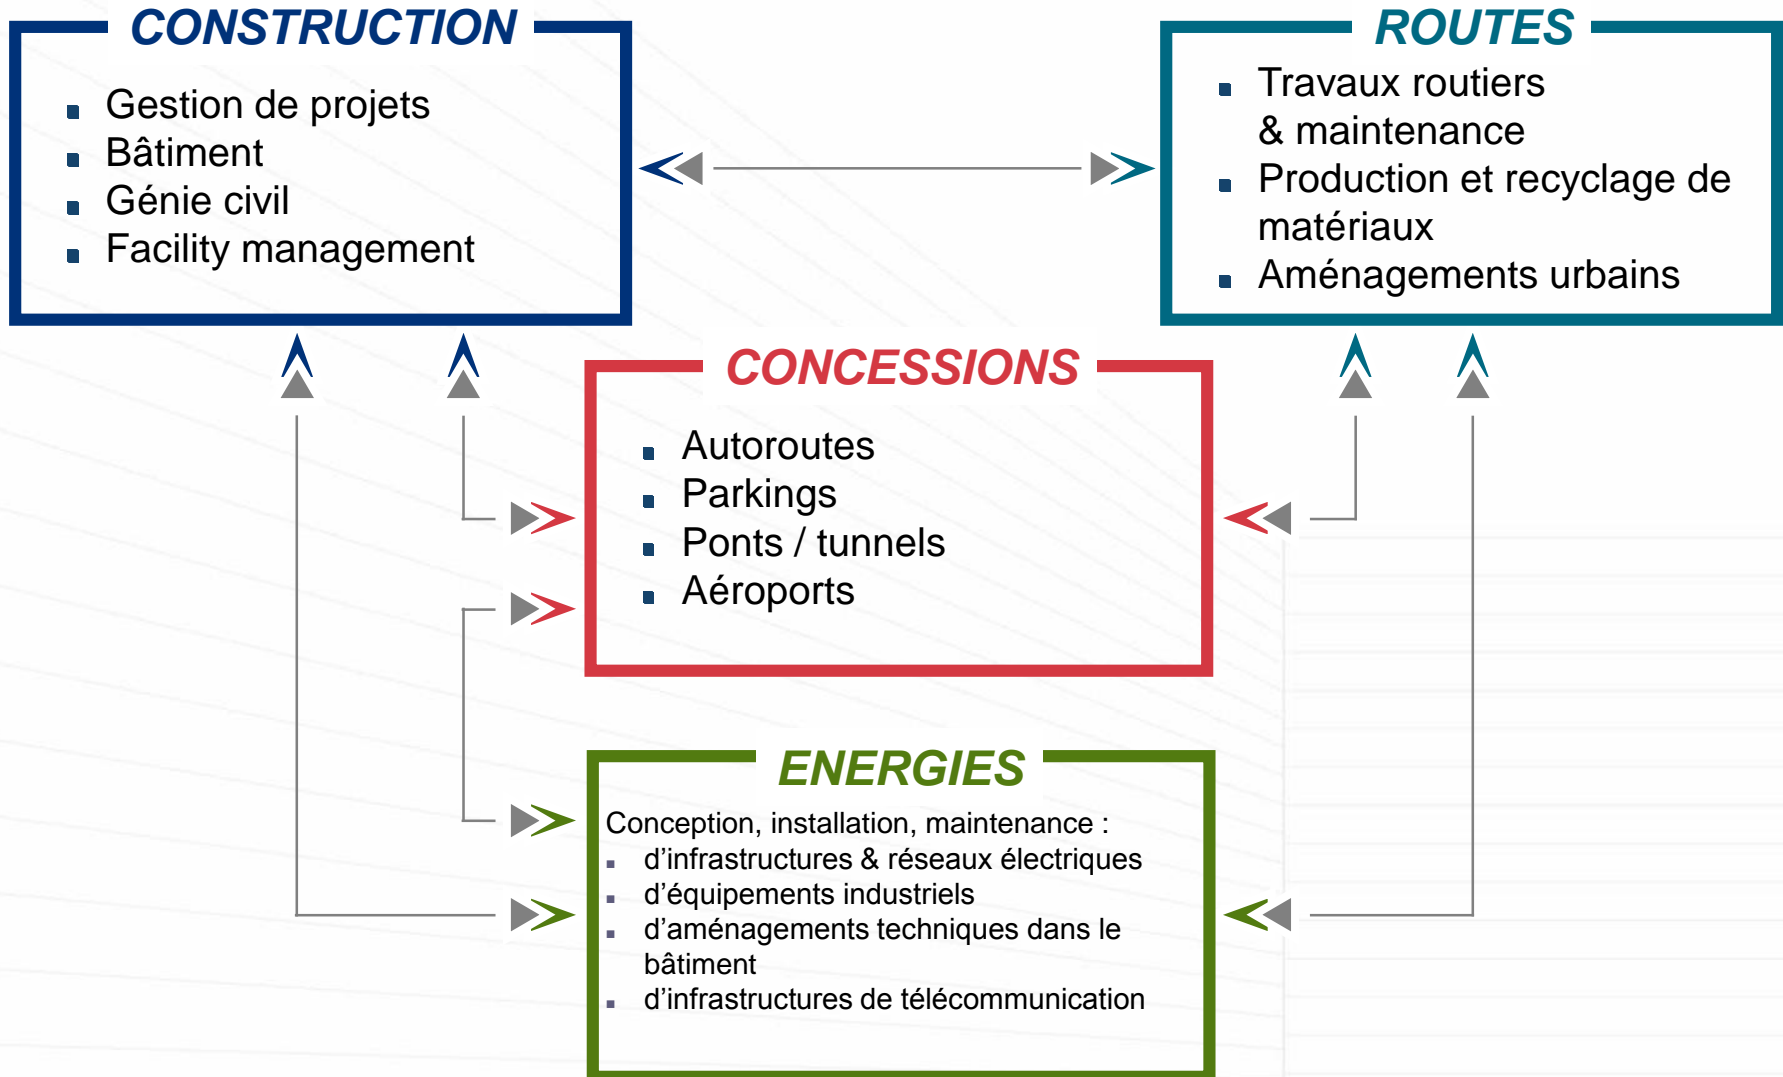 CONSTRUCTION
Gestion de projets
Bâtiment
Génie civil
Facility management
ROUTES
Travaux routiers
& maintenance
Production et recyclage de
matériaux
Aménagements urbains
CONCESSIONS
Autoroutes
Parkings
Ponts / tunnels
Aéroports
ENERGIES
Conception, installation, maintenance :
d’infrastructures & réseaux électriques
d’équipements industriels
d’aménagements techniques dans le
bâtiment
d’infrastructures de télécommunication